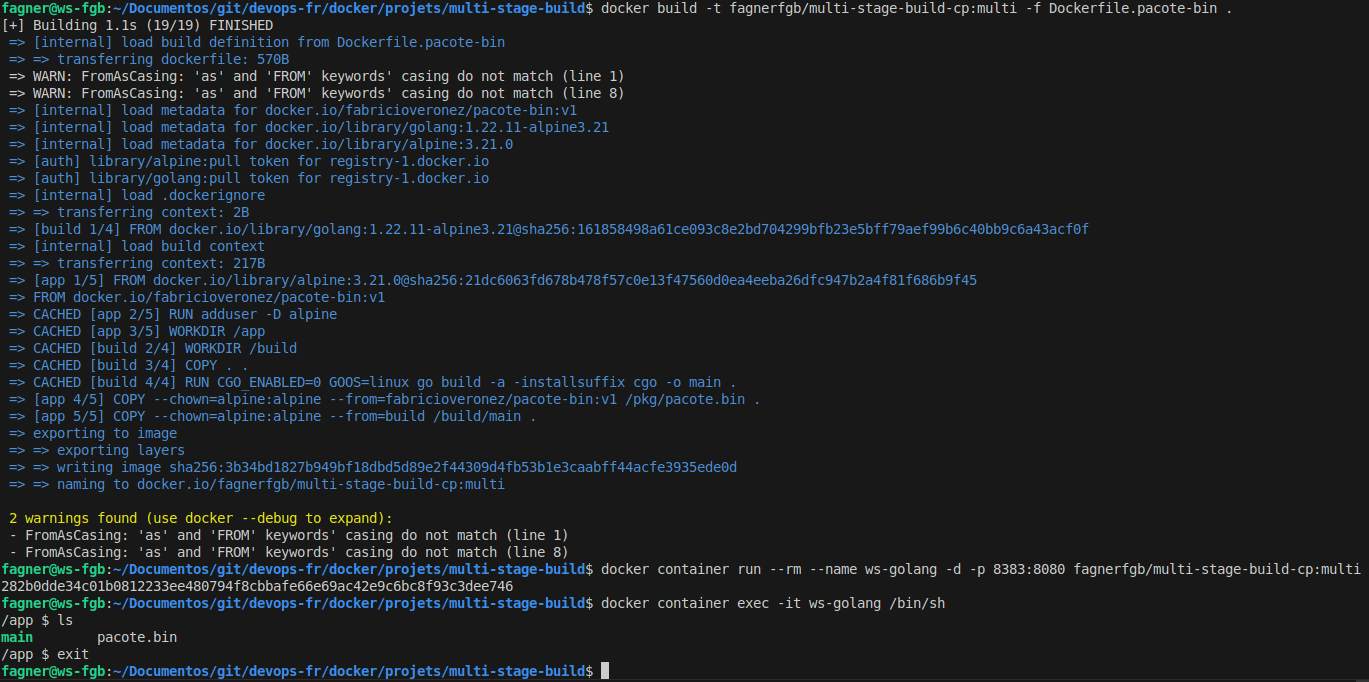 fagner@ws-fgb:~/Documentos/git/devops-fr/docker/projets/multi-stage-build$ docker build -t fagnerfgb/multi-stage-build-cp:multi -f Dockerfile.pacote-bin .
[+] Building 1.1s (19/19) FINISHED
=> [internal] load build definition from Dockerfile.pacote-bin
=> => transferring dockerfile: 570B
=> WARN: FromAsCasing: 'as' and 'FROM' keywords' casing do not match (line 1)
=> WARN: FromAsCasing: 'as' and 'FROM' keywords' casing do not match (line 8)
=> [internal] load metadata for docker.io/fabricioveronez/pacote-bin:v1
=> [internal] load metadata for docker.io/library/golang:1.22.11-alpine3.21
=> [internal] load metadata for docker.io/library/alpine:3.21.0
=> [auth] library/alpine:pull token for registry-1.docker.io
=> [auth] library/golang:pull token for registry-1.docker.io
=> [internal] load .dockerignore
=> => transferring context: 2B
=> [build 1/4] FROM docker.io/library/golang:1.22.11-alpine3.21@sha256:161858498a61ce093c8e2bd704299bfb23e5bff79aef99b6c40bb9c6a43acf0f
=> [internal] load build context
=> => transferring context: 217B
=> [app 1/5] FROM docker.io/library/alpine:3.21.0@sha256:21dc6063fd678b478f57c0e13f47560d0ea4eeba26dfc947b2a4f81f686b9f45
=> FROM docker.io/fabricioveronez/pacote-bin:v1
=> CACHED [app 2/5] RUN adduser -D alpine
=> CACHED [app 3/5] WORKDIR /app
=> CACHED [build 2/4] WORKDIR /build
=> CACHED [build 3/4] COPY . .
=> CACHED [build 4/4] RUN CGO_ENABLED=0 GOOS=linux go build -a -installsuffix cgo -o main .
=> [app 4/5] COPY --chown=alpine:alpine --from=fabricioveronez/pacote-bin:v1 /pkg/pacote.bin .
=> [app 5/5] COPY --chown=alpine:alpine --from=build /build/main .
=> exporting to image
=> => exporting layers
=> => writing image sha256:3b34bd1827b949bf18dbd5d89e2f44309d4fb53b1e3caabff44acfe3935ede0d
=> => naming to docker.io/fagnerfgb/multi-stage-build-cp:multi
2 warnings found (use docker --debug to expand):
- FromAsCasing: 'as' and 'FROM' keywords' casing do not match (line 1)
- FromAsCasing: 'as' and 'FROM' keywords' casing do not match (line 8)
fagner@ws-fgb:~/Documentos/git/devops-fr/docker/projets/multi-stage-build$ docker container run --rm --name ws-golang -d -p 8383:8080 fagnerfgb/multi-stage-build-cp:multi
282b0dde34c01b0812233ee480794f8cbbafe66e69ac42e9c6bc8f93c3dee746
fagner@ws-fgb:~/Documentos/git/devops-fr/docker/projets/multi-stage-build$ docker container exec -it ws-golang /bin/sh
/app $ ls
main        pacote.bin
/app $ exit
fagner@ws-fgb:~/Documentos/git/devops-fr/docker/projets/multi-stage-build$